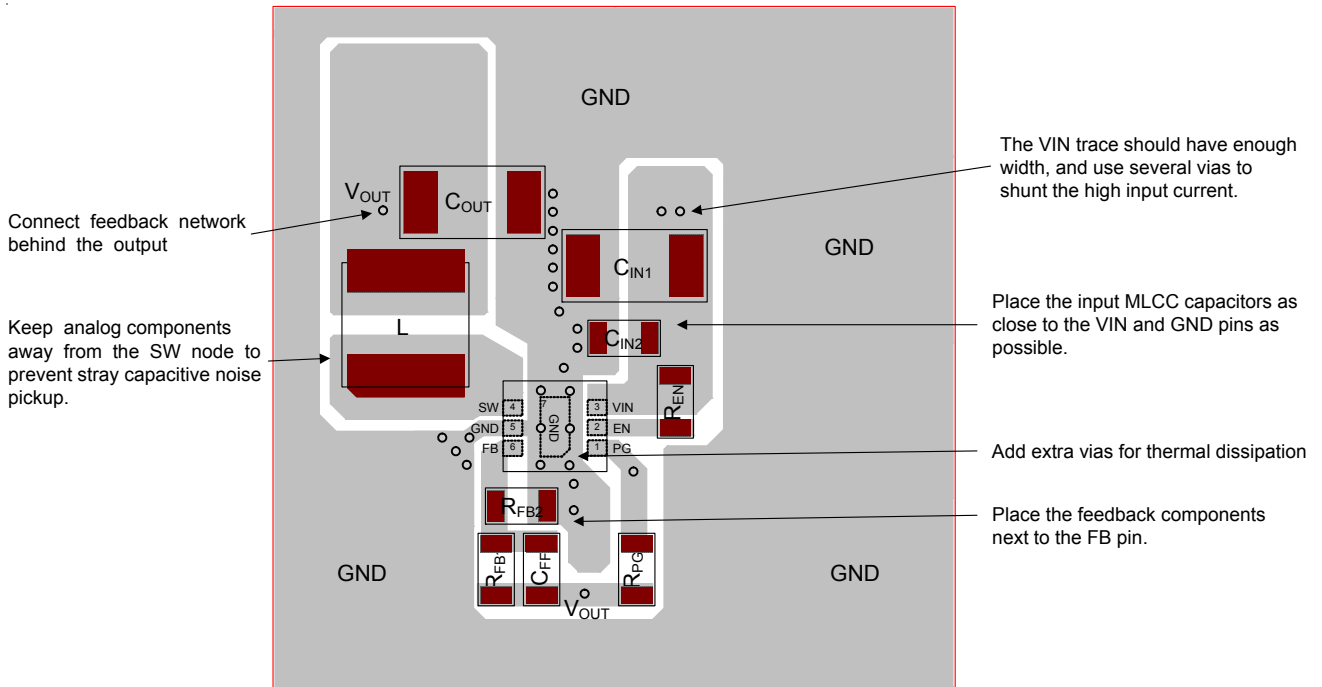 GND
The VIN trace should have enough
width, and use several vias to
shunt the high input current.
VOUT
COUT
Connect feedback network
behind the output
GND
CIN1
Place the input MLCC capacitors as
close to the VIN and GND pins as
possible.
Keep analog components
away from the SW node to
prevent stray capacitive noise
pickup.
L
CIN2
REN
SW 4 7 3 VIN
GND 5 GND 2 EN
FB 6 1 PG
Add extra vias for thermal dissipation
RFB2
Place the feedback components
next to the FB pin.
GND
RFB1
CFF
RPG
GND
VOUT